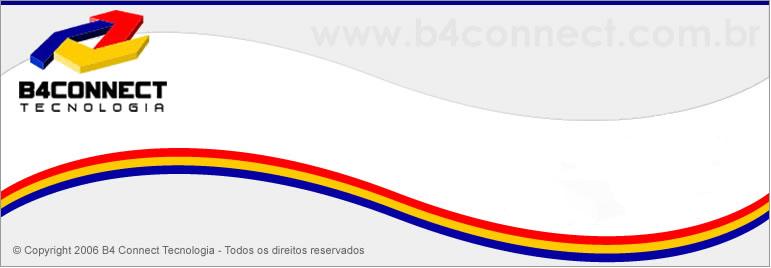 www.b4connect.com.br
B4CONNECT
TECNOLOGIA
© Copyright 2006 B4 Connect Tecnologia - Todos os direitos reservados